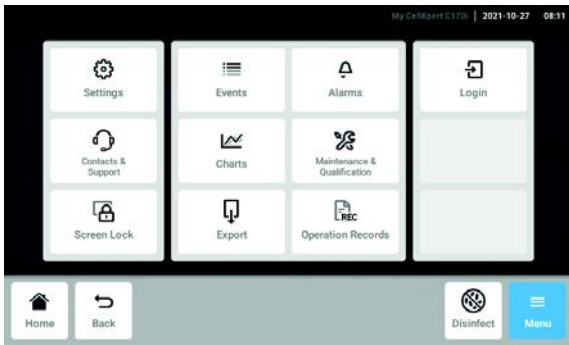 My CellXpert C170i | 2021-10-27 08:11
Settings
Events
Alarms
Login
Contacts &
Support
Charts
Maintenance &
Qualification
Screen Lock
Export
REC
Operation Records
Home
Back
Disinfect
Menu